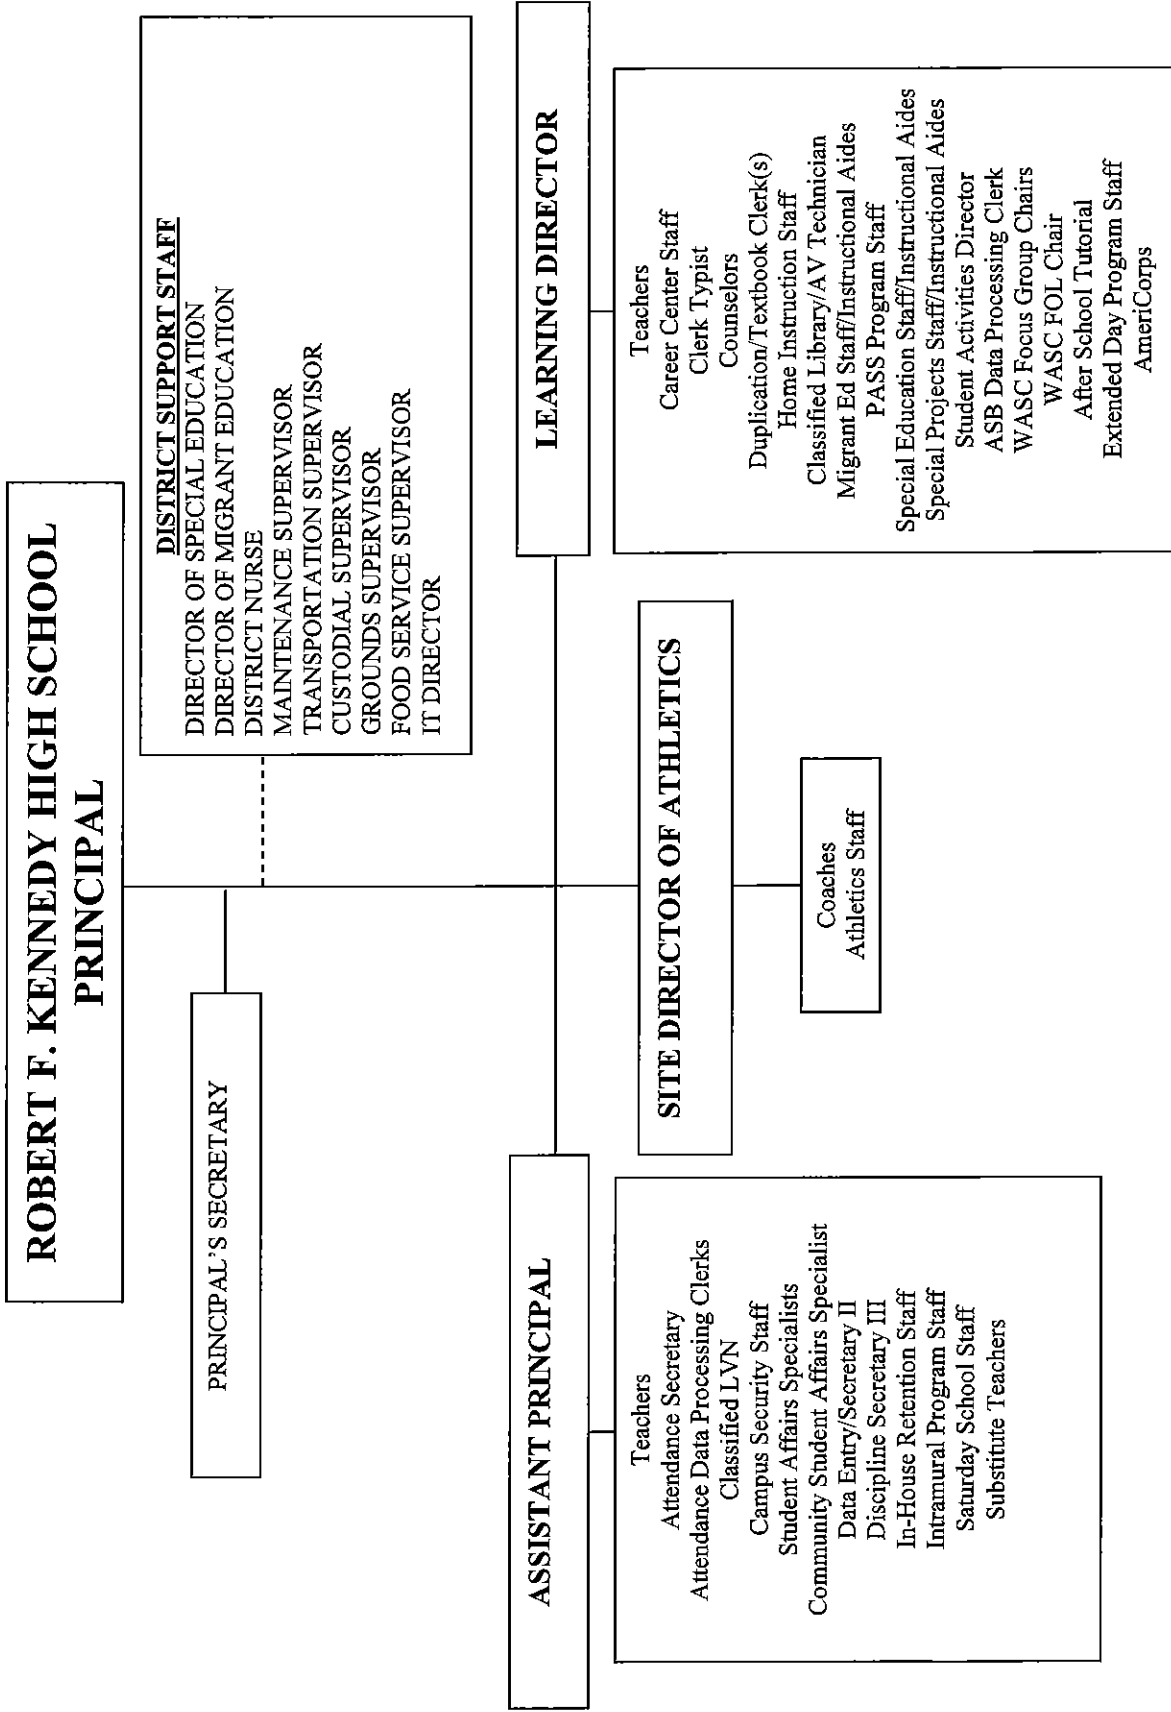 ROBERT F. KENNEDY HIGH SCHOOL
PRINCIPAL
PRINCIPAL'S SECRETARY
DISTRICT SUPPORT STAFF
DIRECTOR OF SPECIAL EDUCATION
DIRECTOR OF MIGRANT EDUCATION
DISTRICT NURSE
MAINTENANCE SUPERVISOR
TRANSPORTATION SUPERVISOR
CUSTODIAL SUPERVISOR
GROUNDS SUPERVISOR
FOOD SERVICE SUPERVISOR
IT DIRECTOR
ASSISTANT PRINCIPAL
Teachers
Attendance Secretary
Attendance Data Processing Clerks
Classified LVN
Campus Security Staff
Student Affairs Specialists
Community Student Affairs Specialist
Data Entry/Secretary II
Discipline Secretary III
In-House Retention Staff
Intramural Program Staff
Saturday School Staff
Substitute Teachers
SITE DIRECTOR OF ATHLETICS
Coaches
Athletics Staff
LEARNING DIRECTOR
Teachers
Career Center Staff
Clerk Typist
Counselors
Duplication/Textbook Clerk(s)
Home Instruction Staff
Classified Library/AV Technician
Migrant Ed Staff/Instructional Aides
PASS Program Staff
Special Education Staff/Instructional Aides
Special Projects Staff/Instructional Aides
Student Activities Director
ASB Data Processing Clerk
WASC Focus Group Chairs
WASC FOL Chair
After School Tutorial
Extended Day Program Staff
AmeriCorps